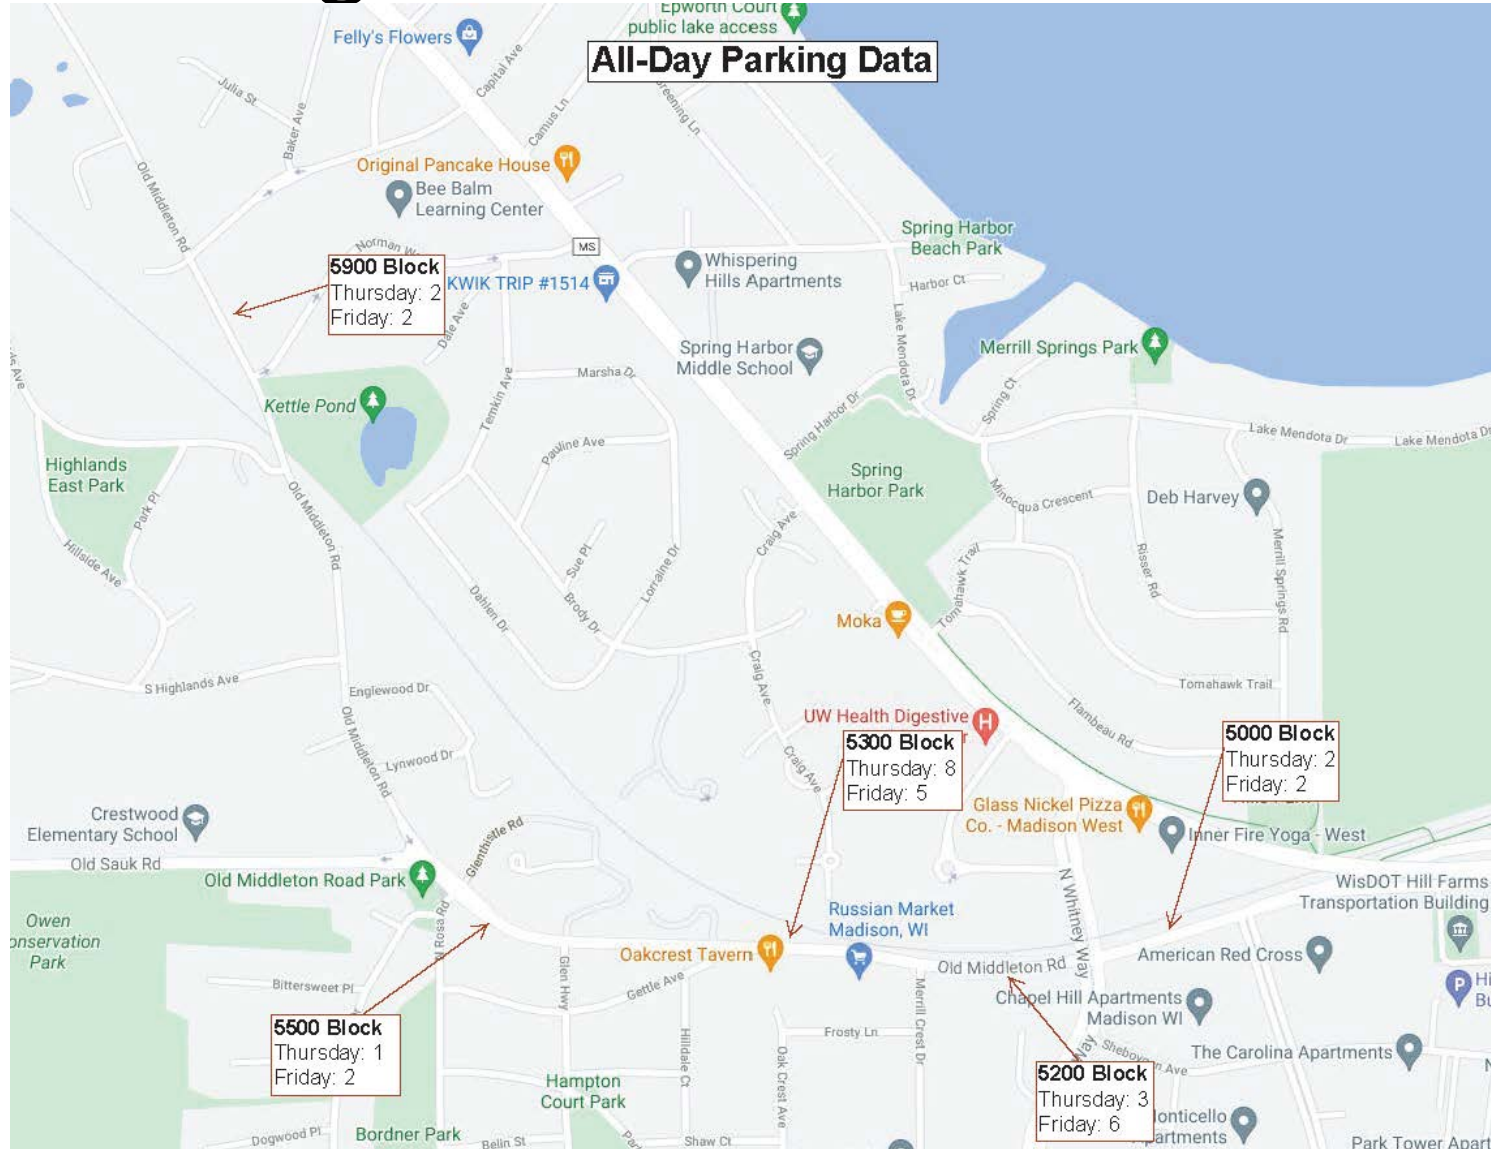 Epworth Court
public lake access
Felly's Flowers
All-Day Parking Data
Capital Ave
Julia St
Camus Ln
Baker Ave
Original Pancake House
Bee Balm
Learning Center
Old Middleton Rd
Spring Harbor
Beach Park
MS
Whispering
Hills Apartments
5900 Block
Thursday: 2
Friday: 2
KWIK TRIP #1514
Harbor Ct
Dale Ave
Lake Mendota Dr
Spring Harbor
Middle School
Merrill Springs Park
Marsha Dr
Temkin Ave
Kettle Pond
Spring Ct
Spring Harbor Dr
Lake Mendota Dr
Lake Mendota Dr
Pauline Ave
Highlands
East Park
Spring
Harbor Park
Minocqua Crescent
Deb Harvey
Park Pl
Old Middleton Rd
Craig Ave
Hillside Ave
Sue Pl
Lorraine Dr
Tomahawk Trail
Risser Rd
Merrill Springs Rd
Dahlen Dr
Brody Dr
Moka
Craig Ave
S Highlands Ave
Englewood Dr
Tomahawk Trail
Flambeau Rd
Old Middleton Rd
UW Health Digestive
5300 Block
Thursday: 8
Friday: 5
5000 Block
Thursday: 2
Friday: 2
Lynwood Dr
Craig Ave
Glass Nickel Pizza
Co. - Madison West
Crestwood
Elementary School
Glenthistle Rd
Inner Fire Yoga - West
Old Sauk Rd
Old Middleton Road Park
WisDOT Hill Farms
Transportation Building
N Whitney Way
Owen
onservation
Park
N Rosa Rd
Russian Market
Madison, WI
Oakcrest Tavern
Old Middleton Rd
American Red Cross
Bittersweet Pl
Glen Hwy
Gettle Ave
Merrill Crest Dr
Chapel Hill Apartments
Madison WI
P
5500 Block
Thursday: 1
Friday: 2
Frosty Ln
Hilldale Ct
Oak Crest Ave
Way
The Carolina Apartments
5200 Block
Thursday: 3
Friday: 6
Hampton
Court Park
Dogwood Pl
Bordner Park
Belin St
Shaw Ct
Park Tower Apart